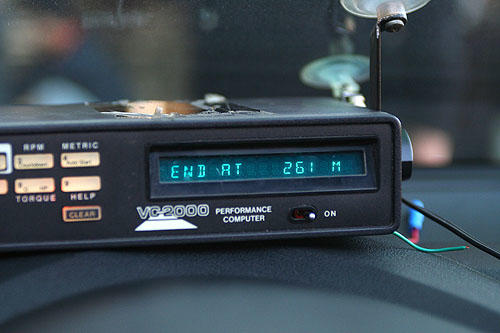 RPM METRIC
TORQUE HELP
CLEAR
END AT 261 M
VC2000 PERFORMANCE COMPUTER
ON